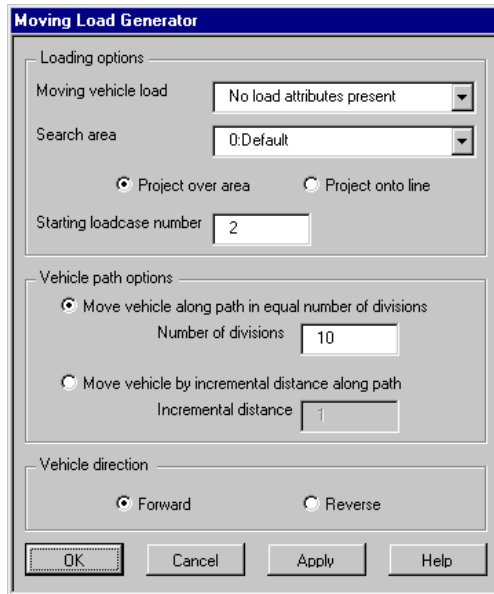 Moving Load Generator
Loading options
Moving vehicle load No load attributes present
Search area 0:Default
Project over area Project onto line
Starting loadcase number 2
Vehicle path options
Move vehicle along path in equal number of divisions
Number of divisions 10
Move vehicle by incremental distance along path
Incremental distance 1
Vehicle direction
Forward Reverse
OK Cancel Apply Help